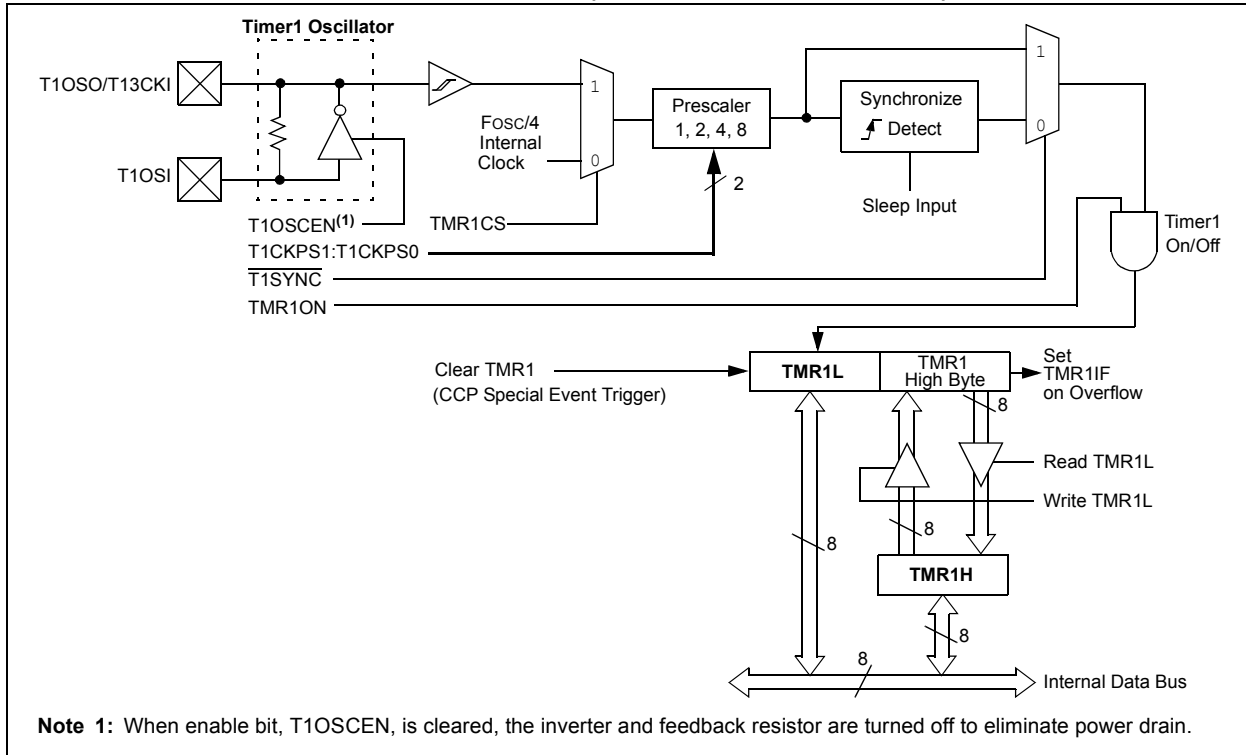 Timer1 Oscillator
T1OSO/T13CKI
T1OSI
1
FOSC/4
Internal
Clock
0
Prescaler
1, 2, 4, 8
2
Synchronize
Detect
Sleep Input
1
0
T1OSCEN(1)
TMR1CS
T1CKPS1:T1CKPS0
T1SYNC
TMR1ON
Timer1
On/Off
Clear TMR1
(CCP Special Event Trigger)
TMR1L
TMR1
High Byte
Set
TMR1IF
on Overflow
8
Read TMR1L
Write TMR1L
8
8
TMR1H
8
8
Internal Data Bus
Note 1: When enable bit, T1OSCEN, is cleared, the inverter and feedback resistor are turned off to eliminate power drain.